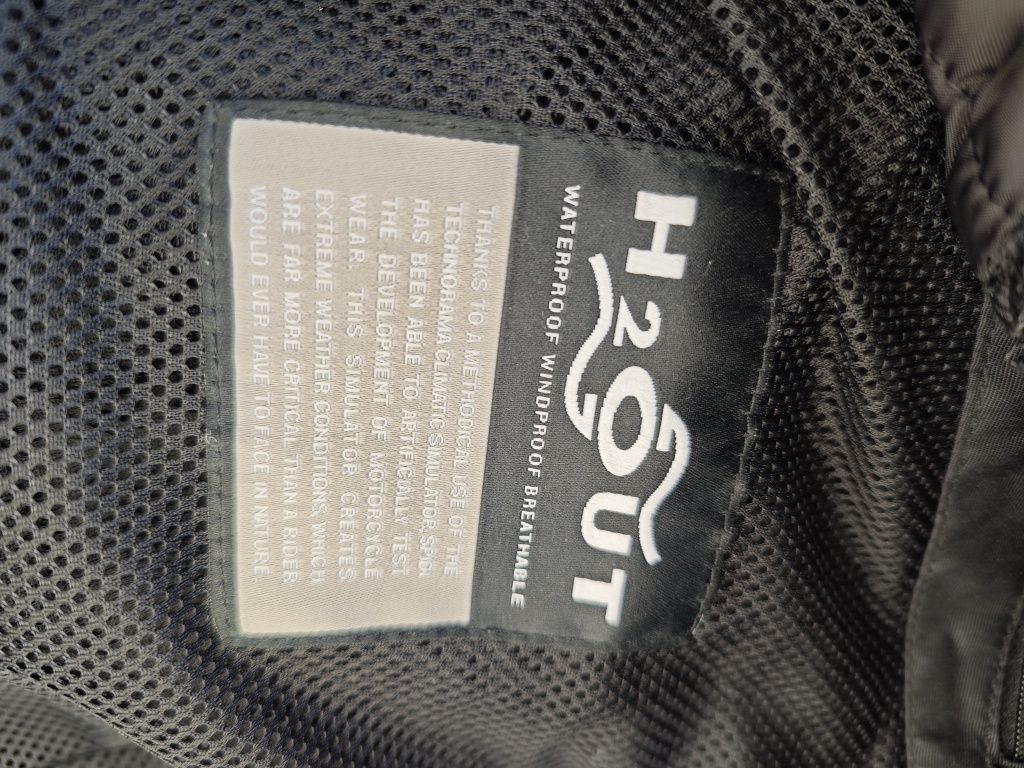 H2OUT
WATERPROOF WINDPROOF BREATHABLE
THANKS TO A METHODICAL USE OF THE
TECHNORAMA CLIMATIC SIMULATOR, SPIDI
HAS BEEN ABLE TO ARTIFICALLY TEST
THE DEVELOPMENT OF MOTORCYCLE
WEAR. THIS SIMULATOR CREATES
EXTREME WEATHER CONDITIONS, WHICH
ARE FAR MORE CRITICAL THAN A RIDER
WOULD EVER HAVE TO FACE IN NATURE